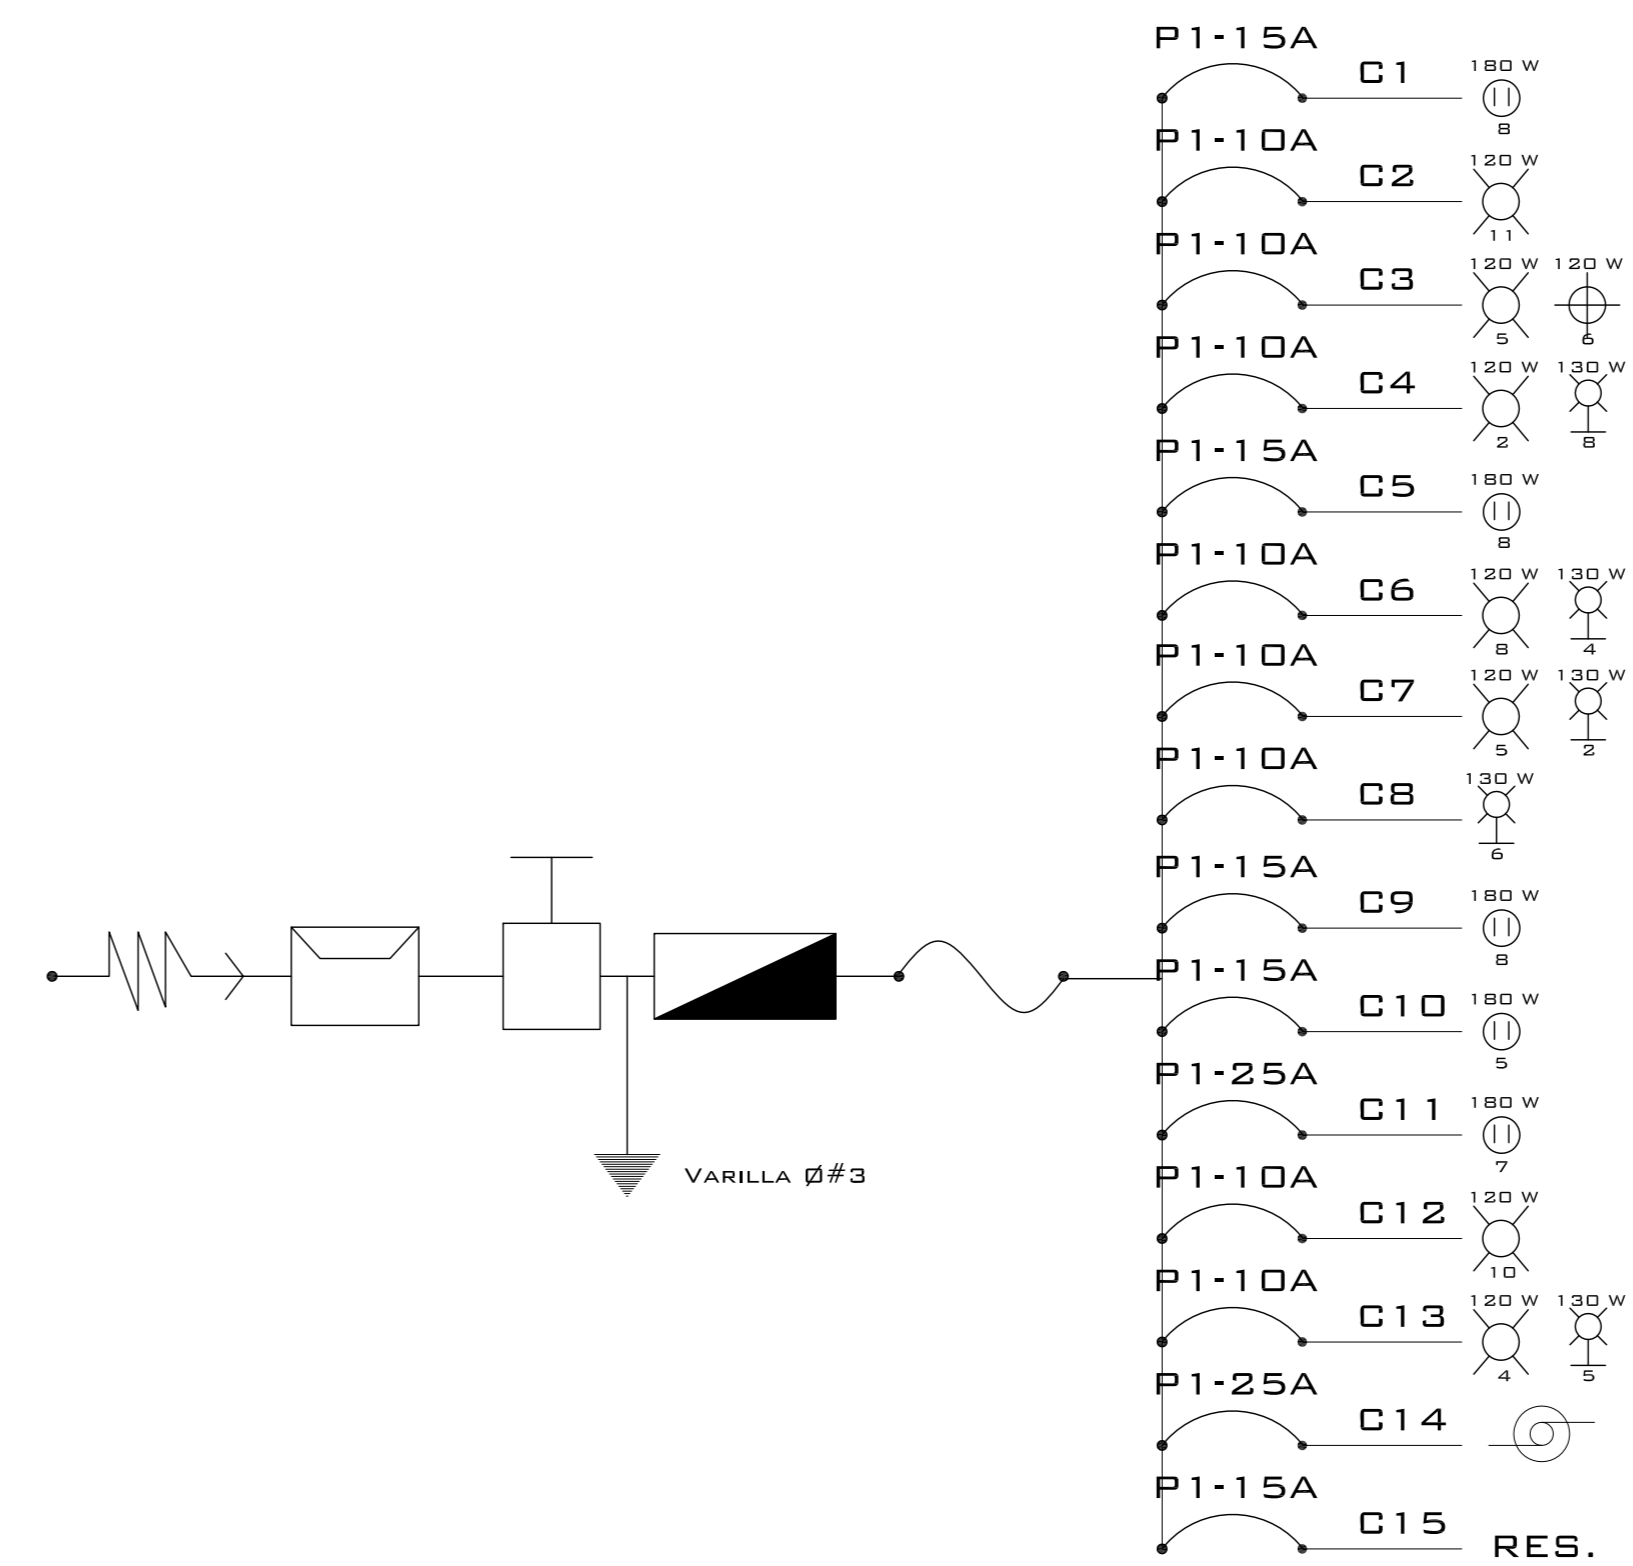 P1-15A
C1
180 W
8
P1-10A
C2
120 W
11
P1-10A
C3
120 W 120 W
5 6
P1-10A
C4
120 W 130 W
2 8
P1-15A
C5
180 W
8
P1-10A
C6
120 W 130 W
8 4
P1-10A
C7
120 W 130 W
5 2
P1-10A
C8
130 W
6
P1-15A
C9
180 W
8
P1-15A
C10
180 W
5
P1-25A
C11
180 W
7
VARILLA Ø#3
P1-10A
C12
120 W
10
P1-10A
C13
120 W 130 W
4 5
P1-25A
C14
P1-15A
C15
RES.